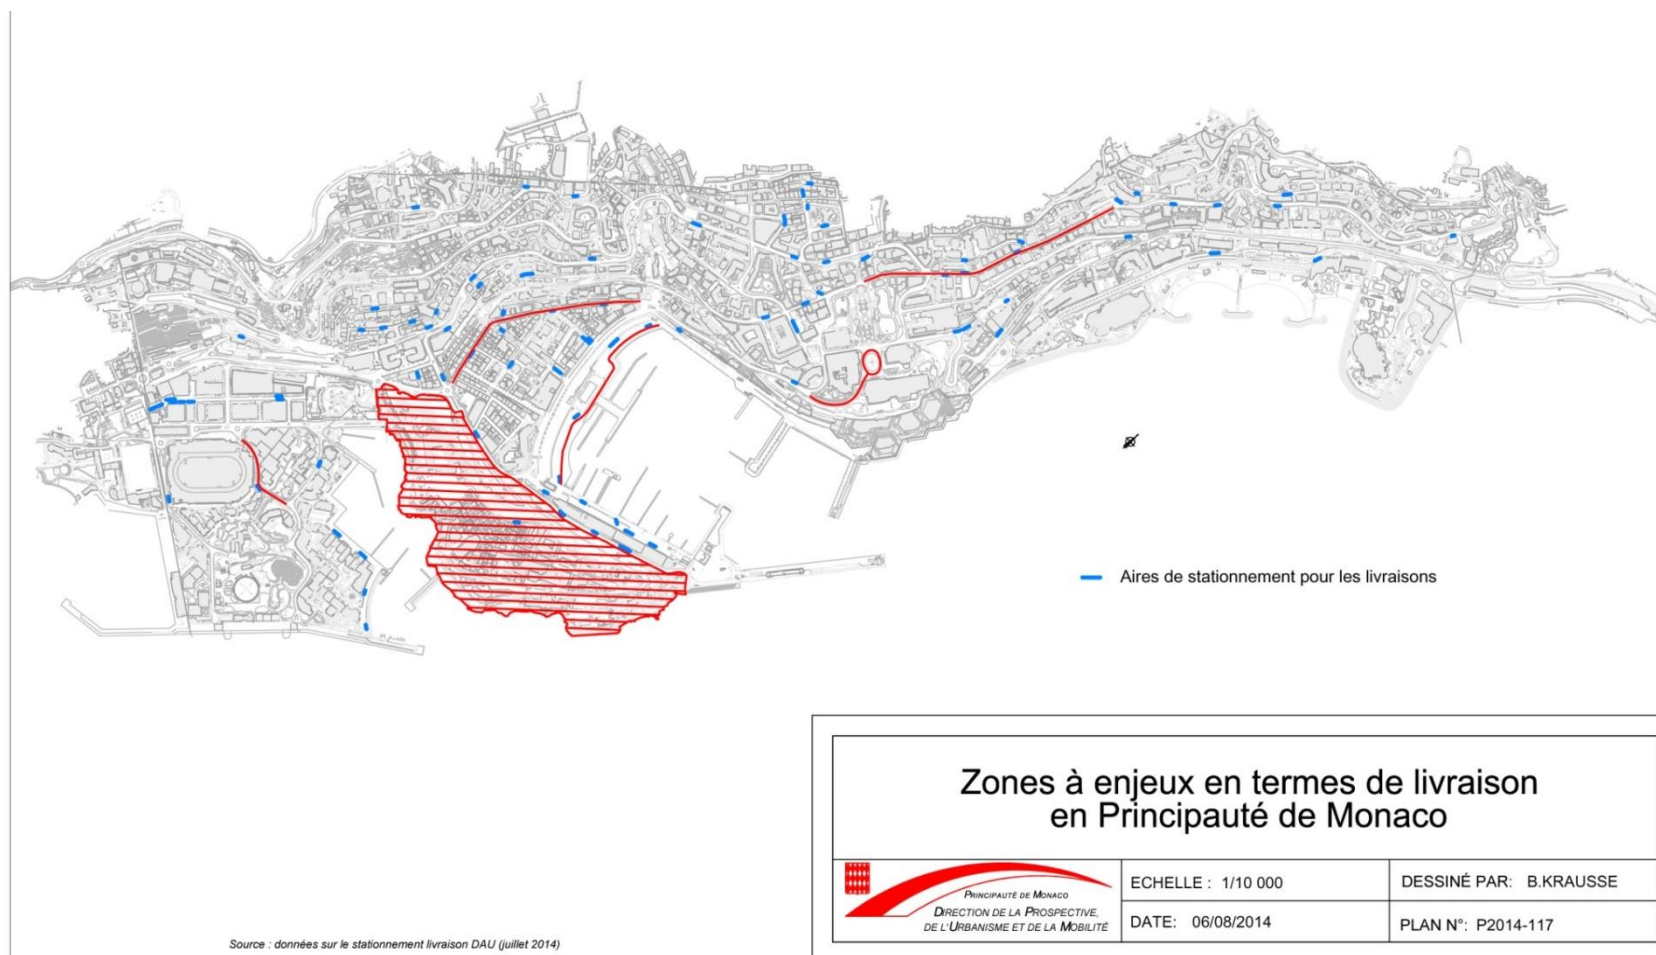 Aires de stationnement pour les livraisons
Zones à enjeux en termes de livraison
en Principauté de Monaco
PRINCIPAUTÉ DE MONACO
DIRECTION DE LA PROSPECTIVE,
DE L'URBANISME ET DE LA MOBILITÉ
ECHELLE : 1/10 000
DESSINÉ PAR: B.KRAUSSE
DATE: 06/08/2014
PLAN N°: P2014-117
Source : données sur le stationnement livraison DAU (juillet 2014)